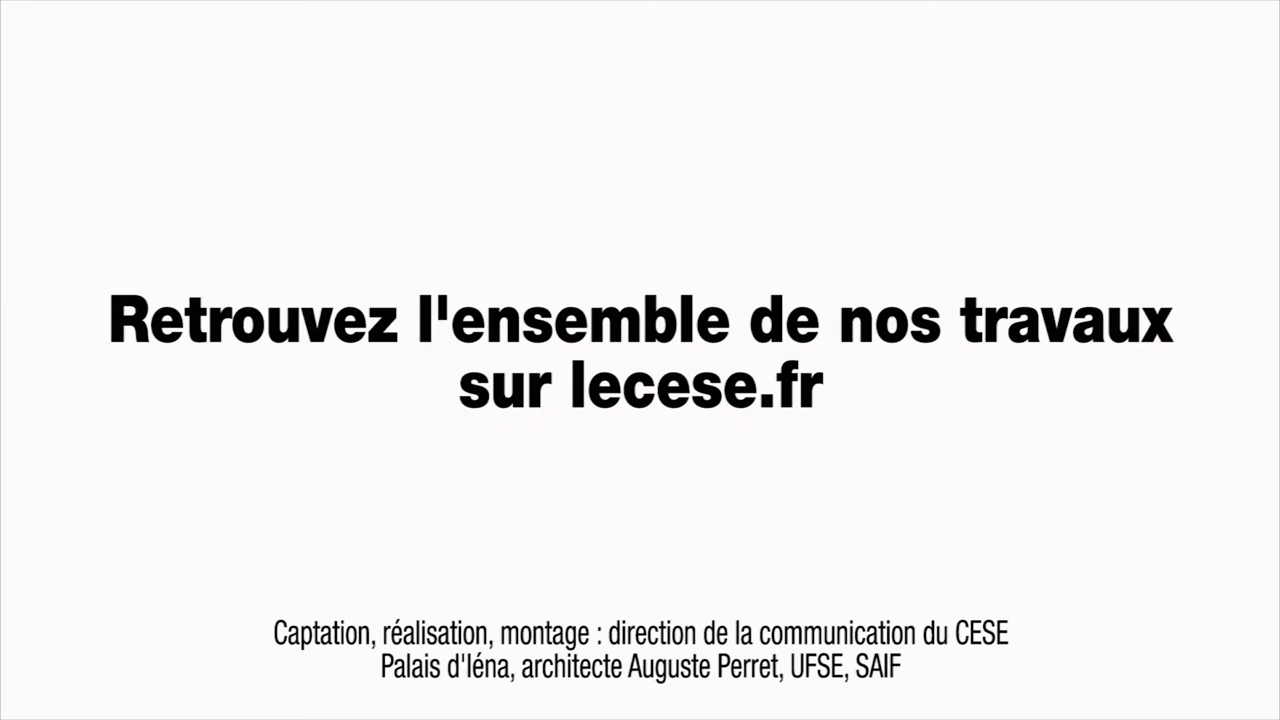 Retrouvez l'ensemble de nos travaux
sur lecese.fr
Captation, réalisation, montage : direction de la communication du CESE
Palais d'Iéna, architecte Auguste Perret, UFSE, SAIF